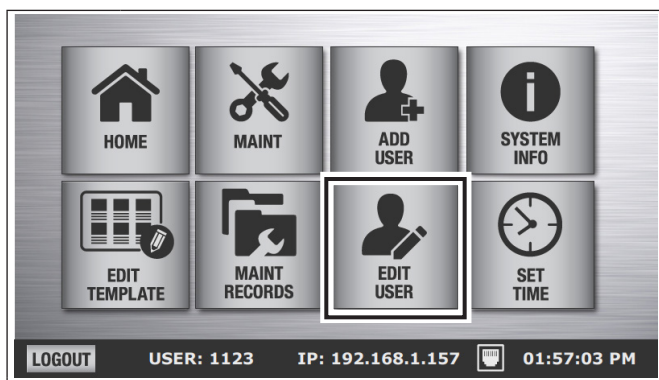 HOME
MAINT
ADD
USER
SYSTEM
INFO
EDIT
TEMPLATE
MAINT
RECORDS
EDIT
USER
SET
TIME
LOGOUT USER: 1123 IP: 192.168.1.157 01:57:03 PM